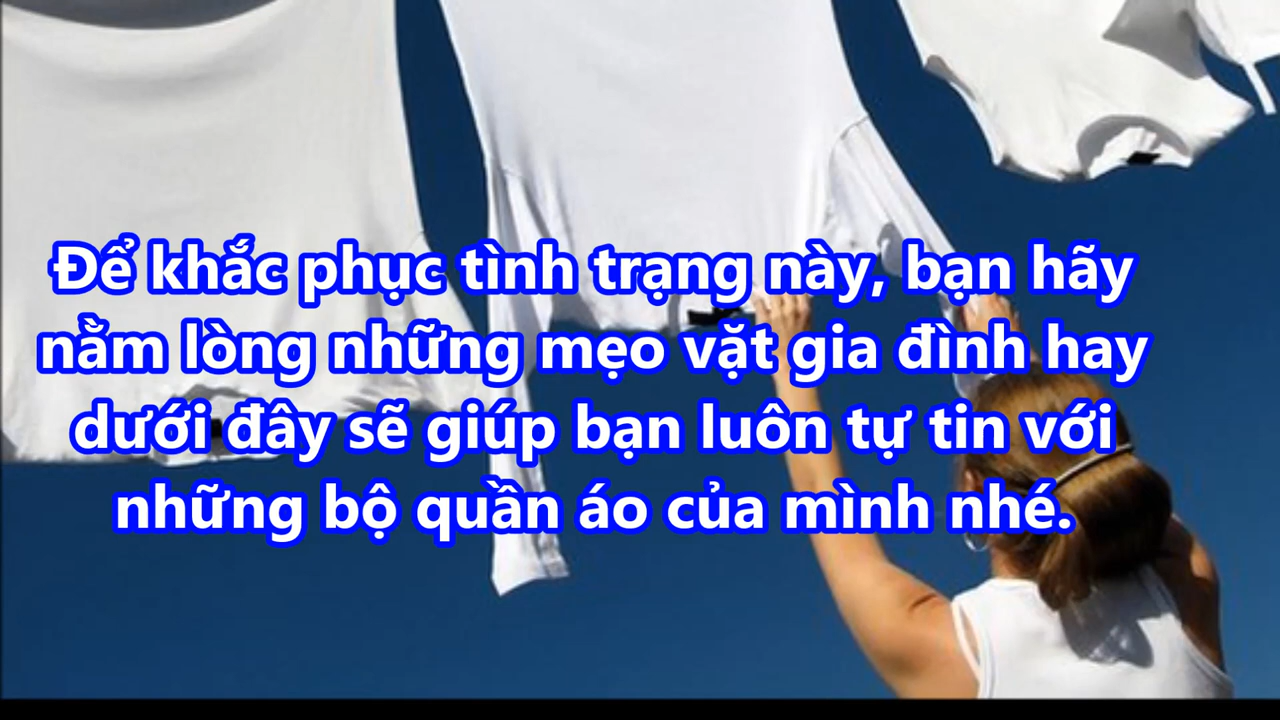 Để khắc phục tình trạng này, bạn hãy
nằm lòng những mẹo vặt gia đình hay
dưới đây sẽ giúp bạn luôn tự tin với
những bộ quần áo của mình nhé.